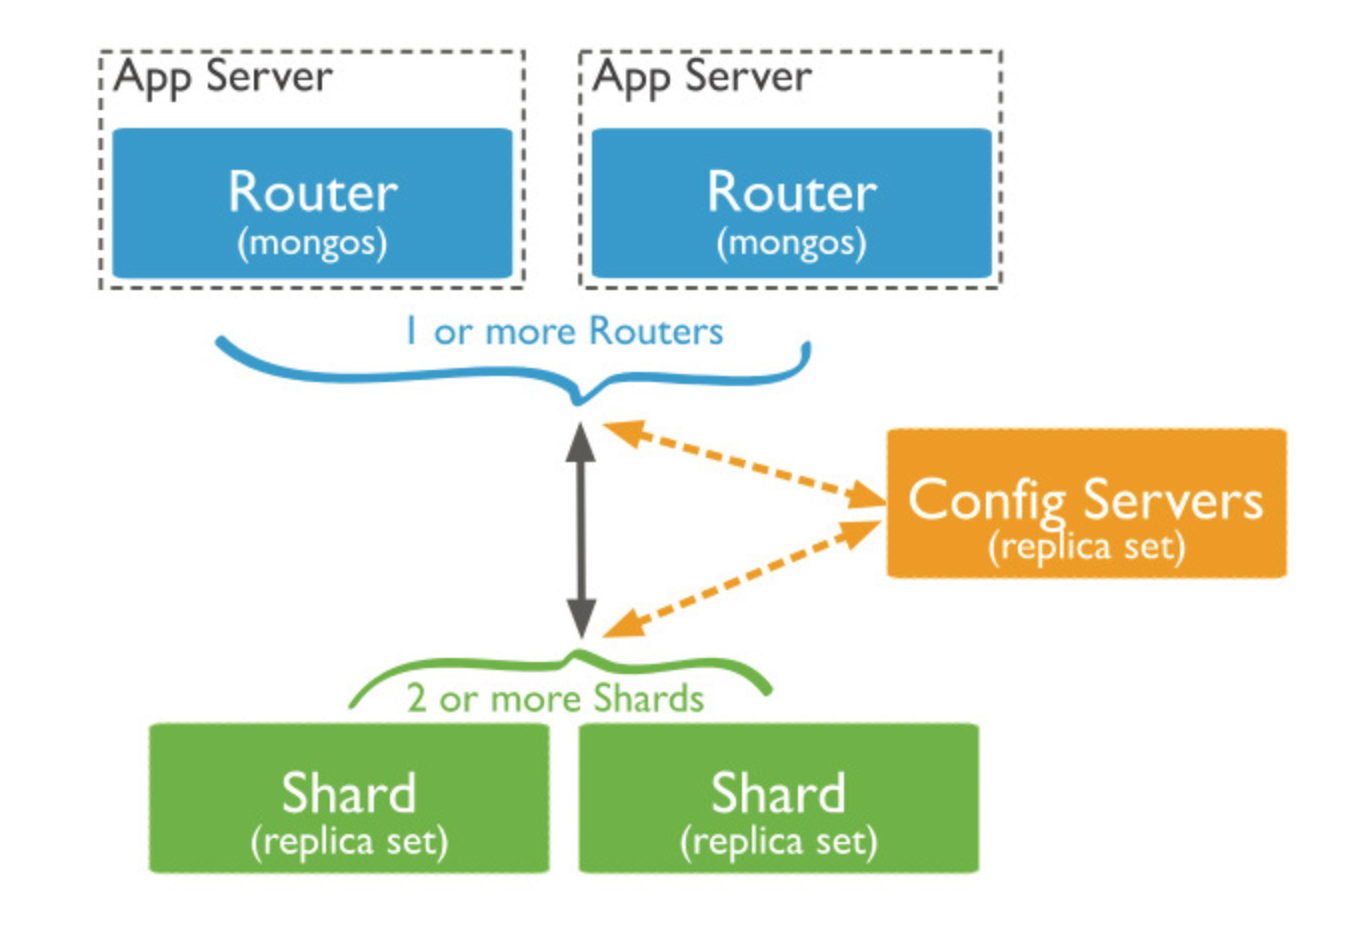 App Server
App Server
Router
(mongos)
Router
(mongos)
1 or more Routers
Config Servers
(replica set)
2 or more Shards
Shard
(replica set)
Shard
(replica set)